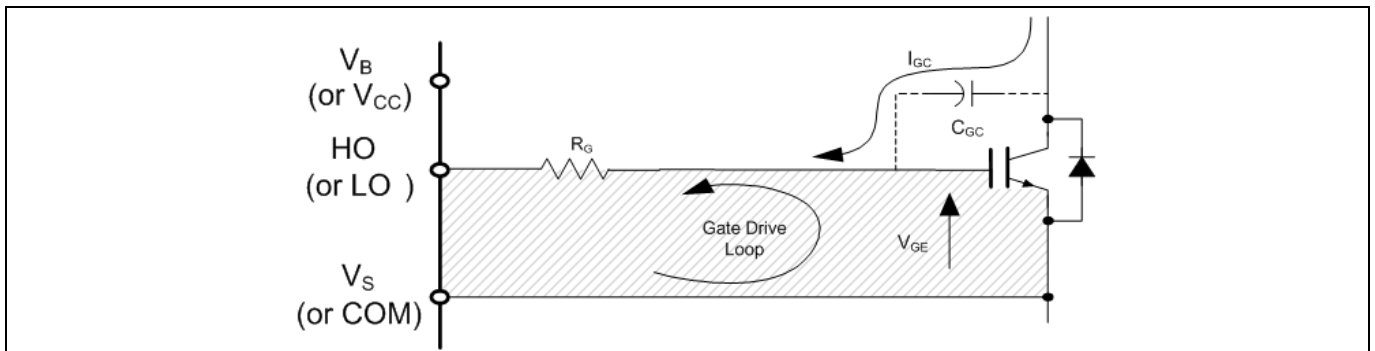 V_B
(or V_CC)
HO
(or LO )
V_S
(or COM)
R_G
I_GC
C_GC
Gate Drive
Loop
V_GE